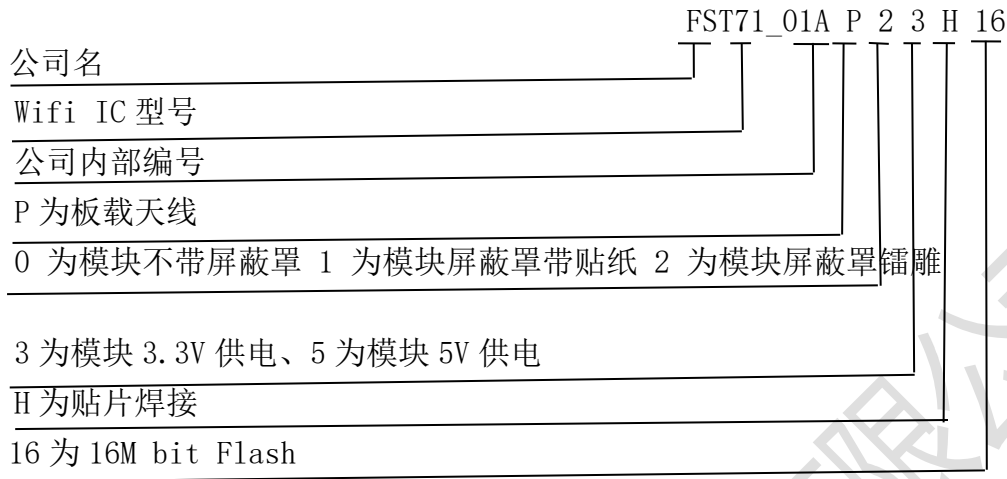 FST71_01A P 2 3 H 16
公司名
Wifi IC 型号
公司内部编号
P 为板载天线
0 为模块不带屏蔽罩 1 为模块屏蔽罩带贴纸 2 为模块屏蔽罩镭雕
3 为模块 3.3V 供电、5 为模块 5V 供电
H 为贴片焊接
16 为 16M bit Flash
限公